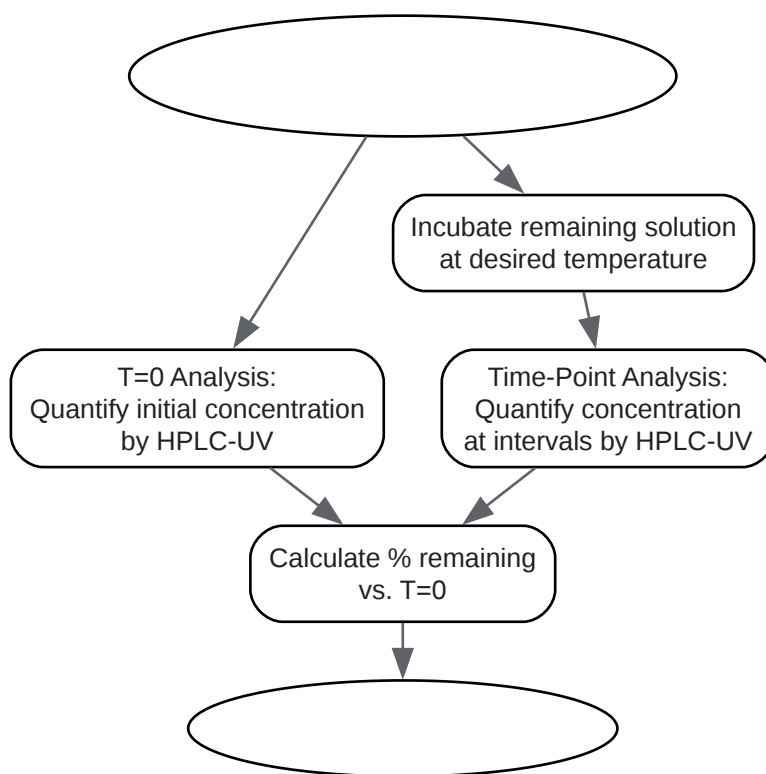 Incubate remaining solution
at desired temperature
T=0 Analysis:
Quantify initial concentration
by HPLC-UV
Time-Point Analysis:
Quantify concentration
at intervals by HPLC-UV
Calculate % remaining
vs. T=0